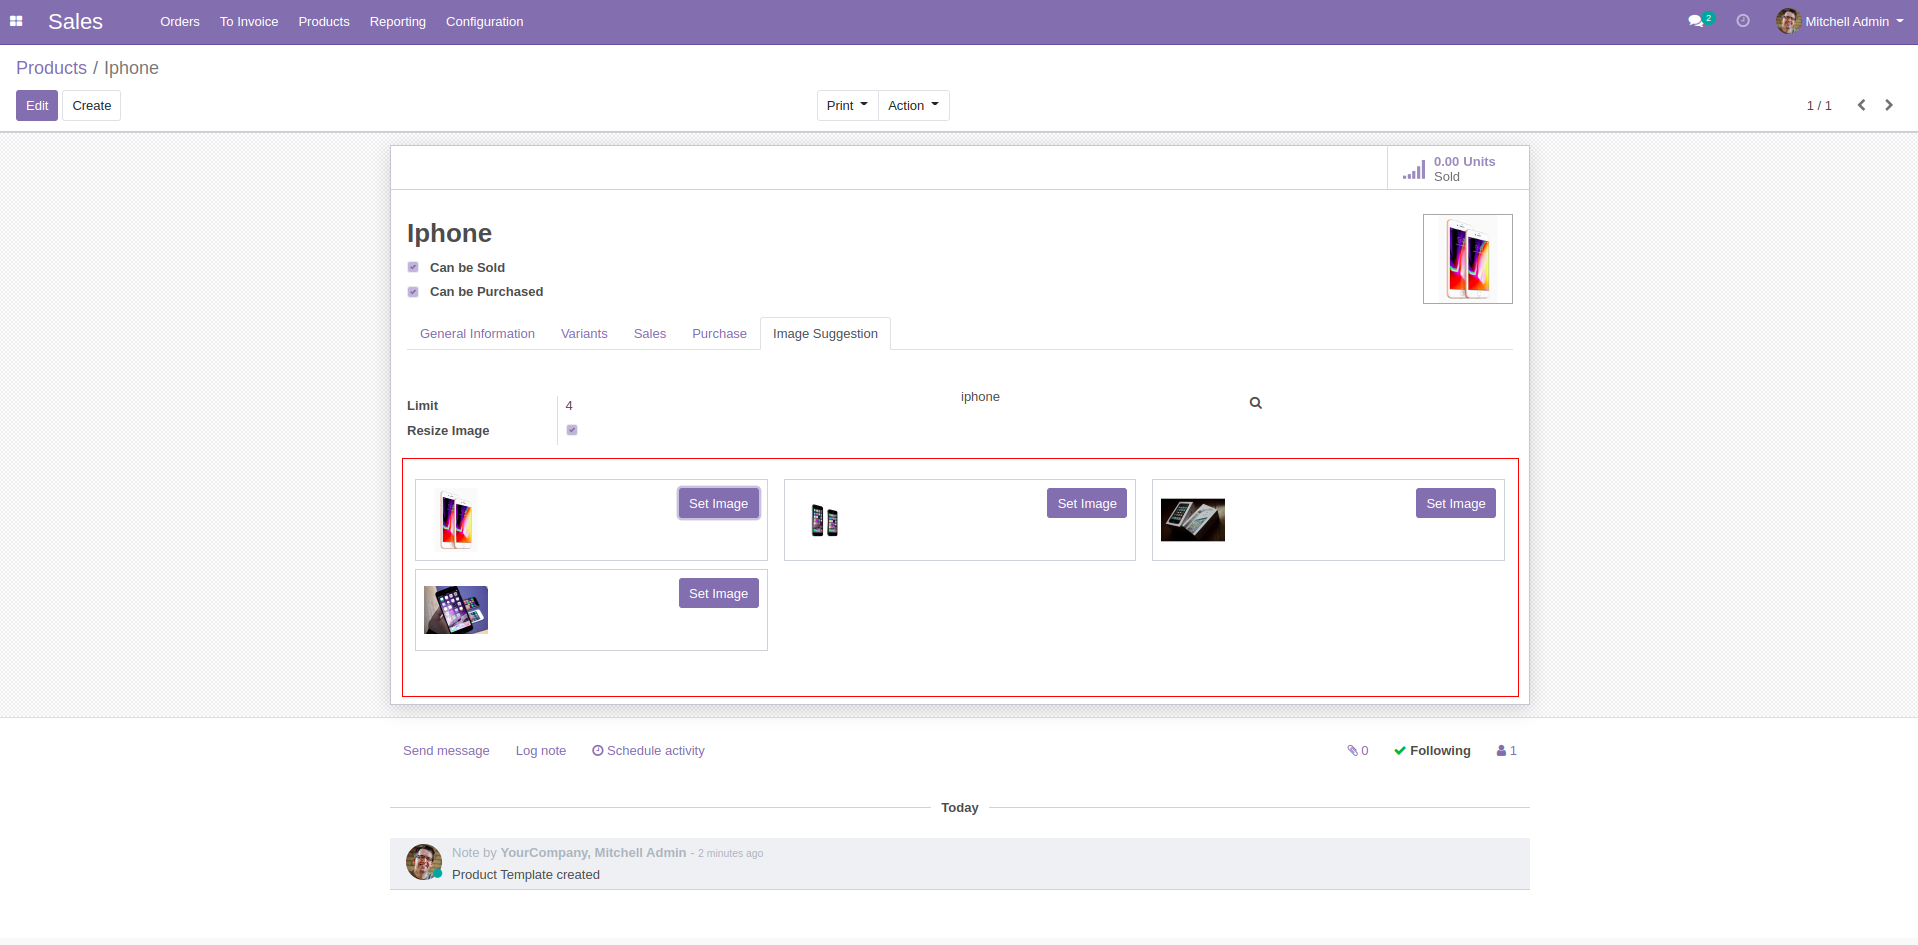 Sales Orders To Invoice Products Reporting Configuration 2 Mitchell Admin
Products / Iphone
Edit Create Print Action 1 / 1
0.00 Units
Sold
Iphone
Can be Sold
Can be Purchased
General Information Variants Sales Purchase Image Suggestion
iphone
Limit 4
Resize Image
Set Image Set Image Set Image
Set Image
Send message Log note Schedule activity 0 Following 1
Today
Note by YourCompany, Mitchell Admin - 2 minutes ago
Product Template created